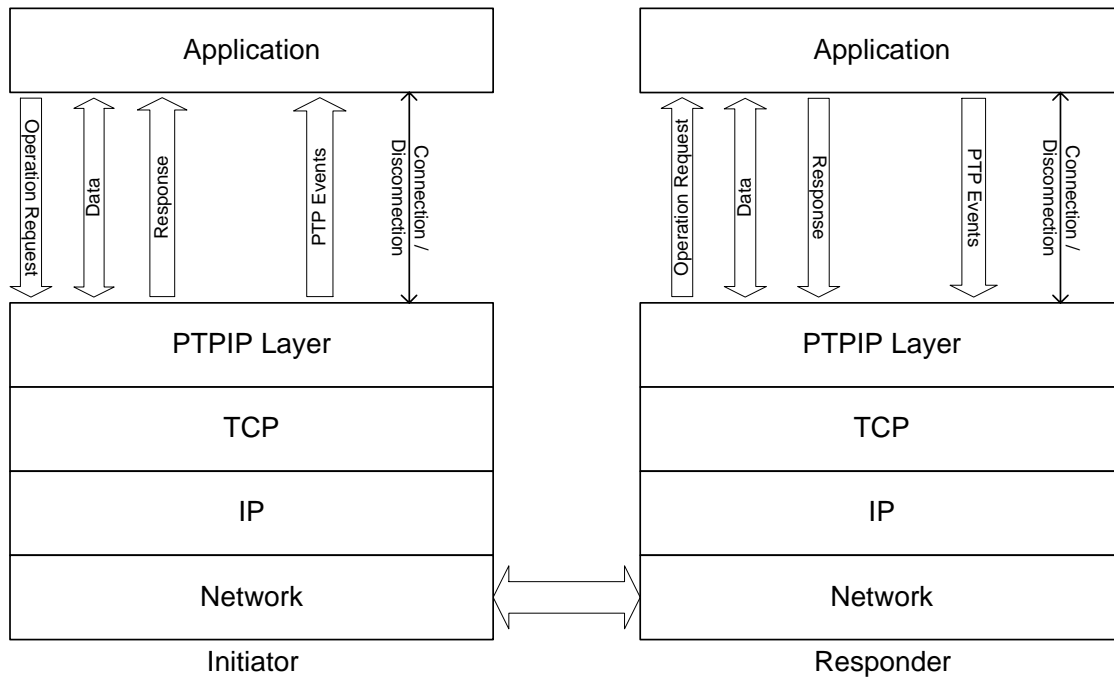 Application
Operation Request
Data
Response
PTP Events
Connection /
Disconnection
PTPIP Layer
TCP
IP
Network
Initiator
Application
Operation Request
Data
Response
PTP Events
Connection /
Disconnection
PTPIP Layer
TCP
IP
Network
Responder